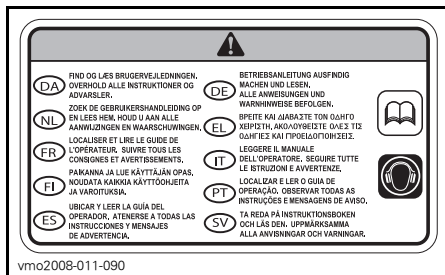 DA
FIND OG LÆS BRUGERVEJLEDNINGEN.
OVERHOLD ALLE INSTRUKTIONER OG
ADVARSLER.
NL
ZOEK DE GEBRUIKERSHANDLEIDING OP
EN LEES HEM. HOUD U AAN ALLE
AANWIJZINGEN EN WAARSCHUWINGEN.
FR
LOCALISER ET LIRE LE GUIDE DE
L'OPÉRATEUR. SUIVRE TOUS LES
CONSIGNES ET AVERTISSEMENTS.
FI
PAIKANNA JA LUE KÄYTTÄJÄN OPAS.
NOUDATA KAIKKIA KÄYTTÖOHJEITA
JA VAROITUKSIA.
ES
UBICAR Y LEER LA GUÍA DEL
OPERADOR. ATENERSE A TODAS LAS
INSTRUCCIONES Y MENSAJES
DE ADVERTENCIA.
DE
BETRIEBSANLEITUNG AUSFINDIG
MACHEN UND LESEN.
ALLE ANWEISUNGEN UND
WARNHINWEISE BEFOLGEN.
EL
ΒΡΕΙΤΕ ΚΑΙ ΔΙΑΒΑΣΤΕ ΤΟΝ ΟΔΗΓΟ
ΧΕΙΡΙΣΤΗ, ΑΚΟΛΟΥΘΕΙΣΤΕ ΟΛΕΣ ΤΙΣ
ΟΔΗΓΙΕΣ ΚΑΙ ΠΡΟΕΙΔΟΠΟΙΗΣΕΙΣ.
IT
LEGGERE IL MANUALE
DELL'OPERATORE. SEGUIRE TUTTE
LE ISTRUZIONI E AVVERTENZE.
PT
LOCALIZAR E LER O GUIA DE
OPERAÇÃO. OBSERVAR TODAS AS
INSTRUÇÕES E MENSAGENS DE AVISO.
SV
TA REDA PÅ INSTRUKTIONSBOKEN
OCH LÄS DEN. UPPMÄRKSAMMA
ALLA ANVISNINGAR OCH VARNINGAR.
vmo2008-011-090